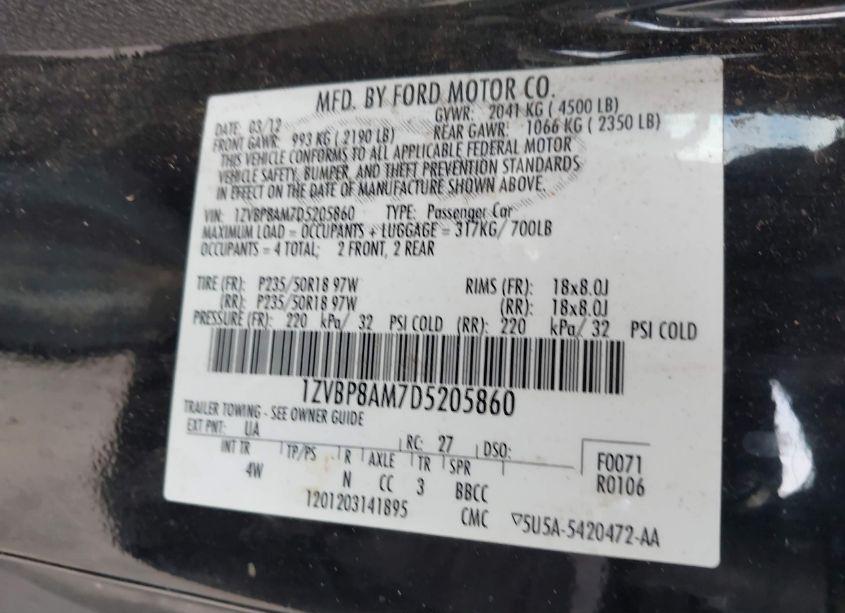 MFD. BY FORD MOTOR CO.
DATE: 03/12 GVWR: 2041 KG ( 4500 LB)
FRONT GAWR: 993 KG ( 2190 LB) REAR GAWR: 1066 KG ( 2350 LB)
THIS VEHICLE CONFORMS TO ALL APPLICABLE FEDERAL MOTOR
VEHICLE SAFETY, BUMPER, AND THEFT PREVENTION STANDARDS
IN EFFECT ON THE DATE OF MANUFACTURE SHOWN ABOVE.
VIN: 1ZVBP8AM7D5205860 TYPE: Passenger Car
MAXIMUM LOAD = OCCUPANTS + LUGGAGE = 317KG/ 700LB
OCCUPANTS = 4 TOTAL; 2 FRONT, 2 REAR
TIRE (FR): P235/50R18 97W RIMS (FR): 18x8.0J
(RR): P235/50R18 97W (RR): 18x8.0J
PRESSURE (FR): 220 kPa/ 32 PSI COLD (RR): 220 kPa/ 32 PSI COLD
1ZVBP8AM7D5205860
TRAILER TOWING - SEE OWNER GUIDE
EXT PNT: UA RC: 27 DSO:
INT TR TP/PS R AXLE TR SPR F0071
4W N CC 3 BBCC R0106
1201203141895 CMC ▽5U5A-5420472-AA